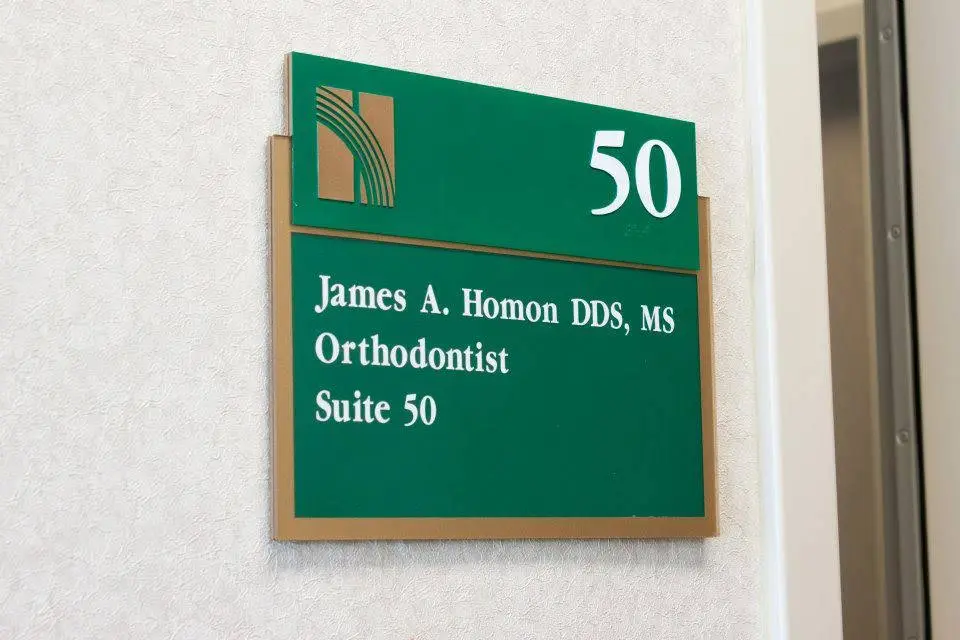 50
James A. Homon DDS, MS
Orthodontist
Suite 50